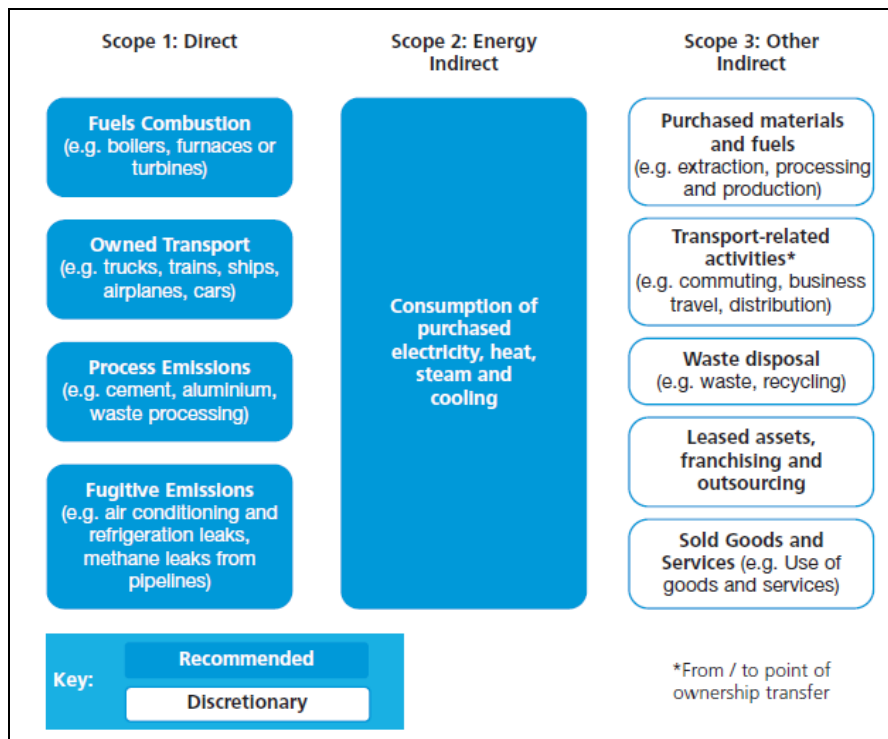 Scope 1: Direct
Scope 2: Energy
Indirect
Scope 3: Other
Indirect
Fuels Combustion
(e.g. boilers, furnaces or
turbines)
Owned Transport
(e.g. trucks, trains, ships,
airplanes, cars)
Process Emissions
(e.g. cement, aluminium,
waste processing)
Fugitive Emissions
(e.g. air conditioning and
refrigeration leaks,
methane leaks from
pipelines)
Consumption of
purchased
electricity, heat,
steam and
cooling
Purchased materials
and fuels
(e.g. extraction, processing
and production)
Transport-related
activities*
(e.g. commuting, business
travel, distribution)
Waste disposal
(e.g. waste, recycling)
Leased assets,
franchising and
outsourcing
Sold Goods and
Services (e.g. Use of
goods and services)
Key:
Recommended
Discretionary
*From / to point of
ownership transfer